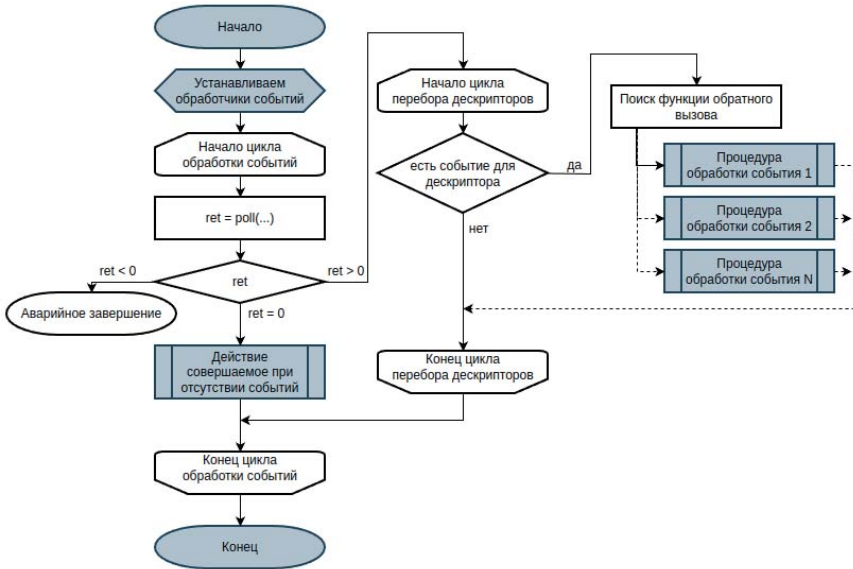 Начало
Устанавливаем
обработчики событий
Начало цикла
обработки событий
ret = poll(...)
ret
ret < 0
ret > 0
ret = 0
Аварийное завершение
Действие
совершаемое при
отсутствии событий
Конец цикла
обработки событий
Конец
Начало цикла
перебора дескрипторов
есть событие для
дескриптора
да
нет
Конец цикла
перебора дескрипторов
Поиск функции обратного
вызова
Процедура
обработки события 1
Процедура
обработки события 2
Процедура
обработки события N